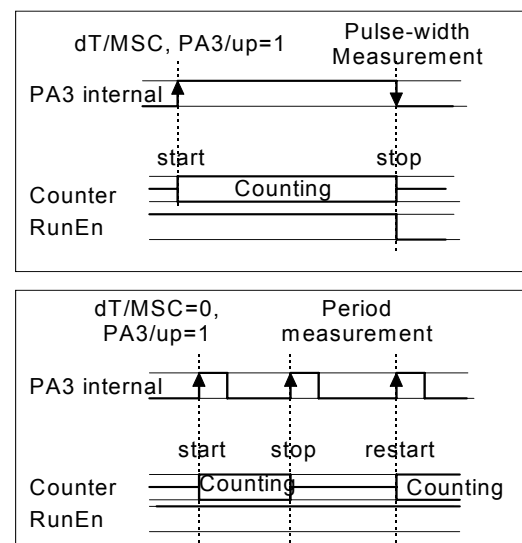 dT/MSC, PA3/up=1
Pulse-width
Measurement
PA3 internal
start
stop
Counter
Counting
RunEn
dT/MSC=0,
PA3/up=1
Period
measurement
PA3 internal
start
stop
restart
Counter
Counting
Counting
RunEn